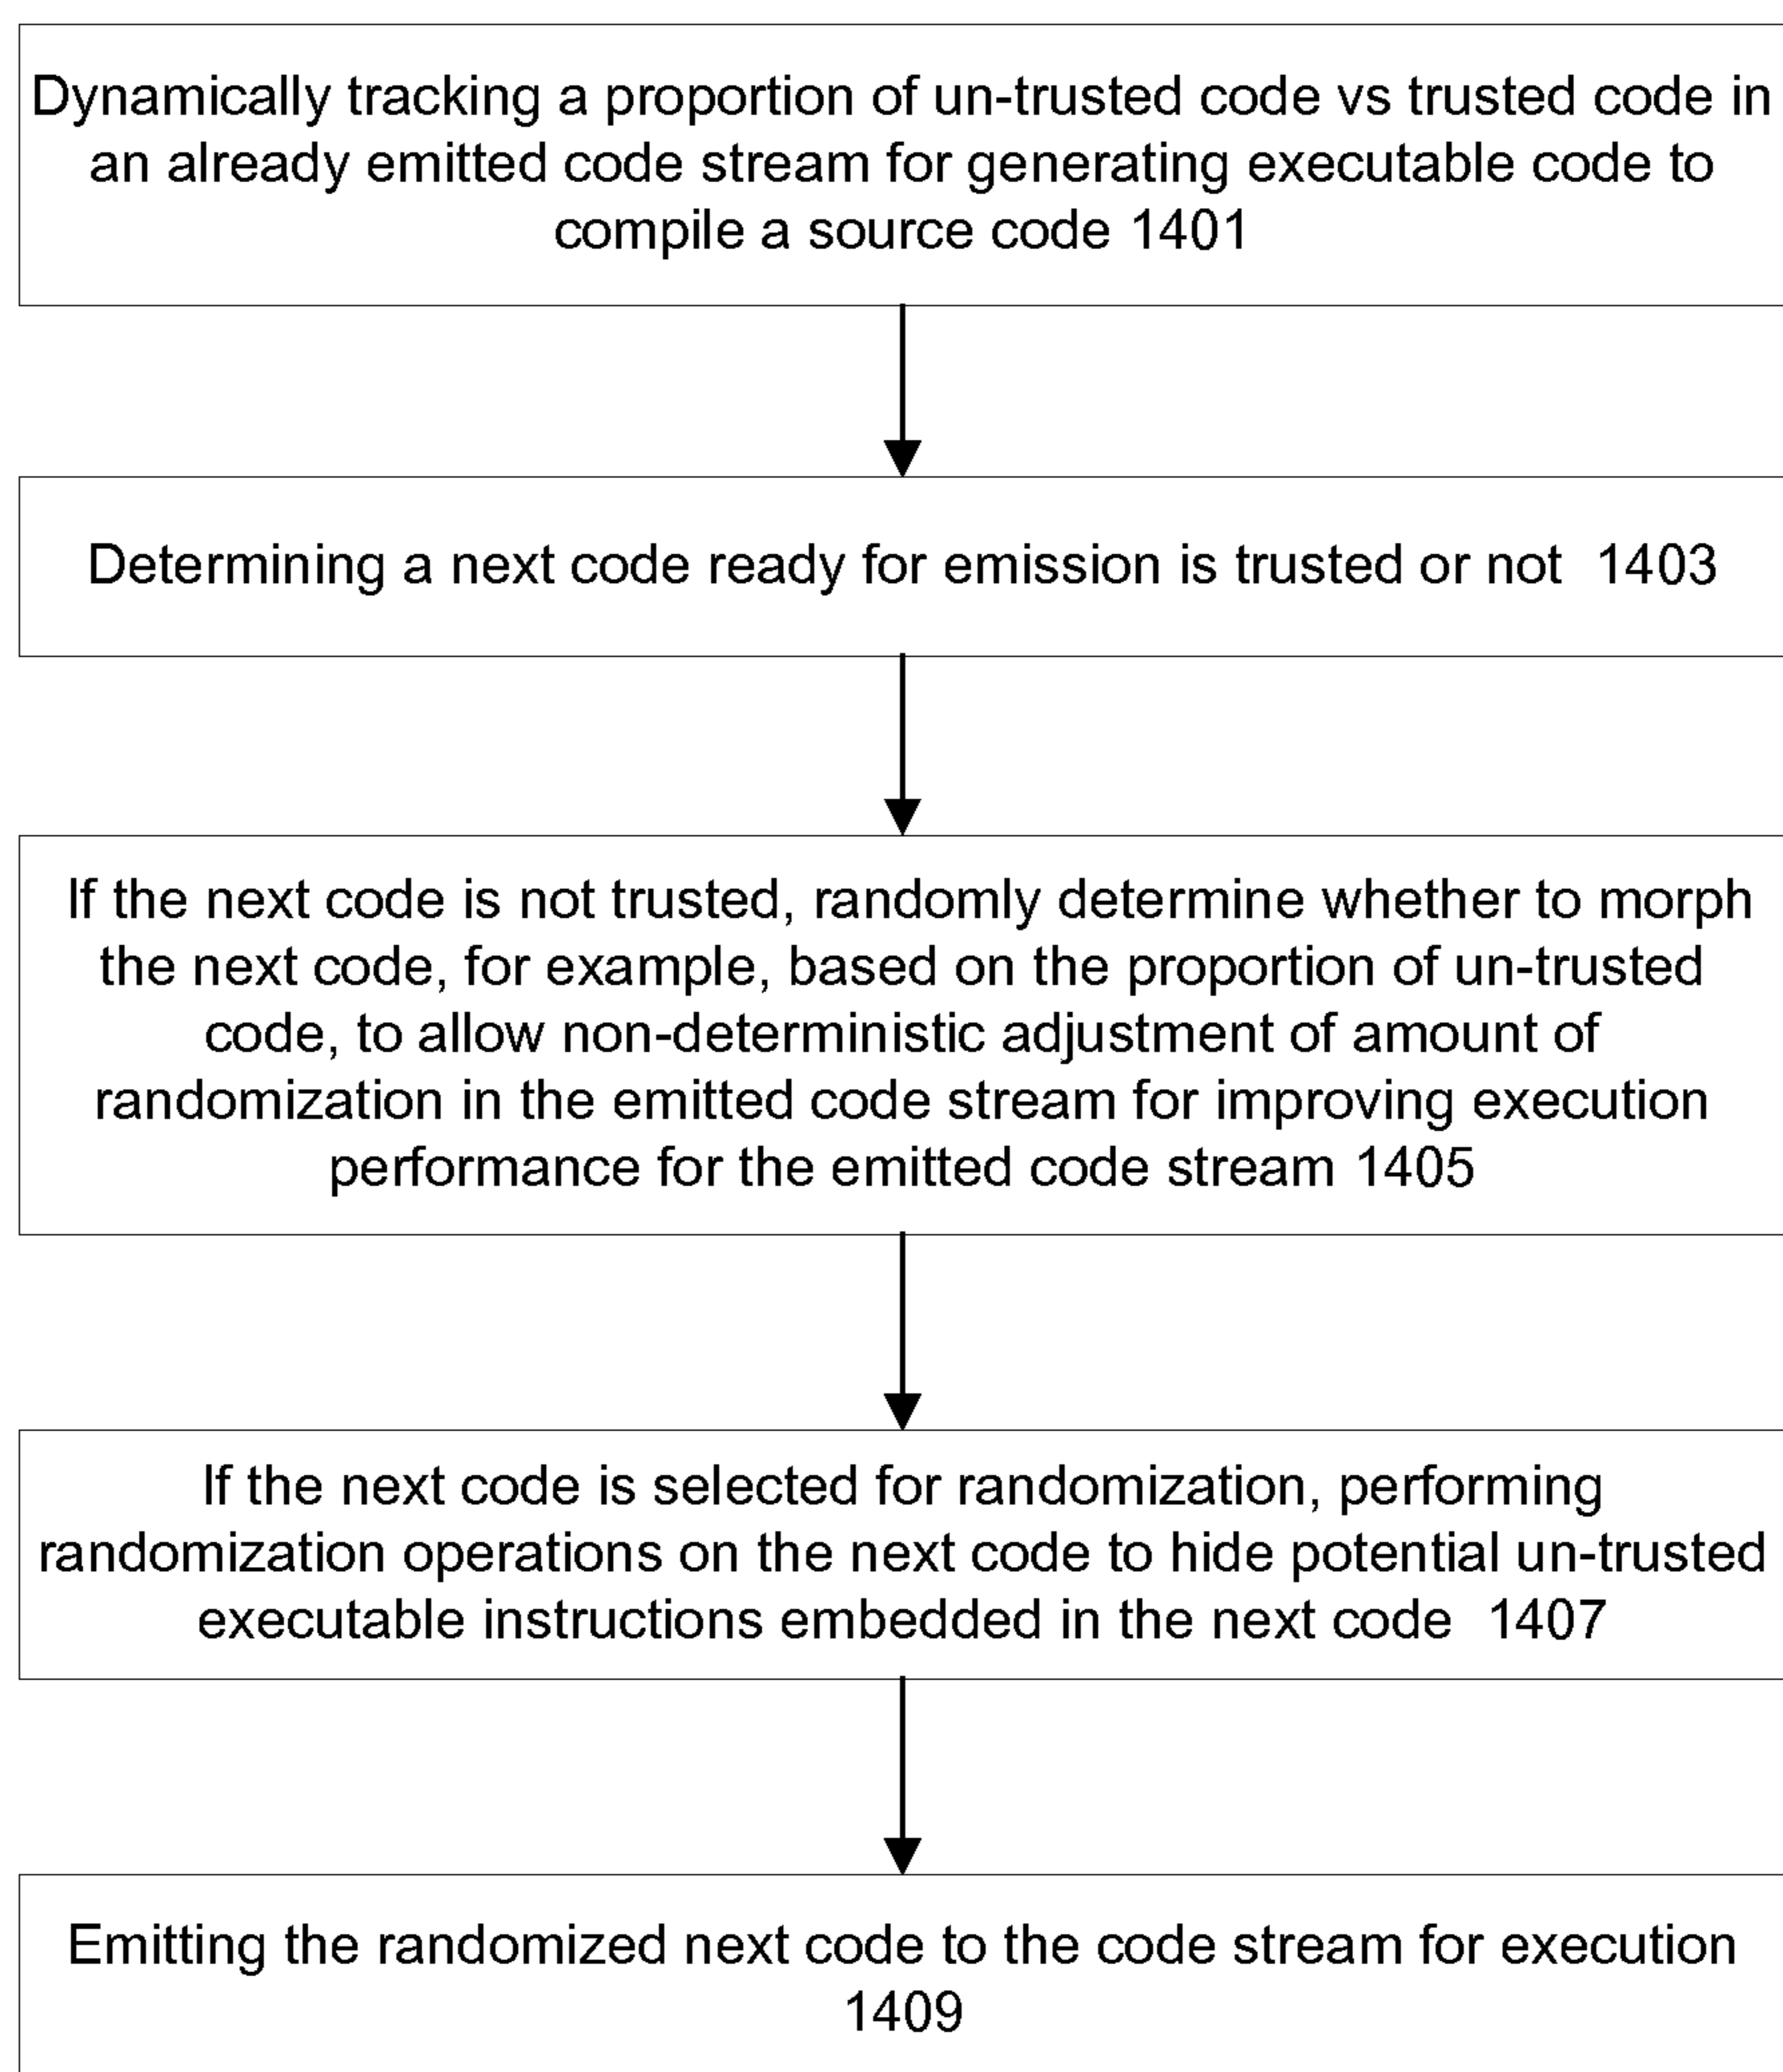 Dynamically tracking a proportion of un-trusted code vs trusted code in
an already emitted code stream for generating executable code to
compile a source code 1401
Determining a next code ready for emission is trusted or not 1403
If the next code is not trusted, randomly determine whether to morph
the next code, for example, based on the proportion of un-trusted
code, to allow non-deterministic adjustment of amount of
randomization in the emitted code stream for improving execution
performance for the emitted code stream 1405
If the next code is selected for randomization, performing
randomization operations on the next code to hide potential un-trusted
executable instructions embedded in the next code 1407
Emitting the randomized next code to the code stream for execution
1409